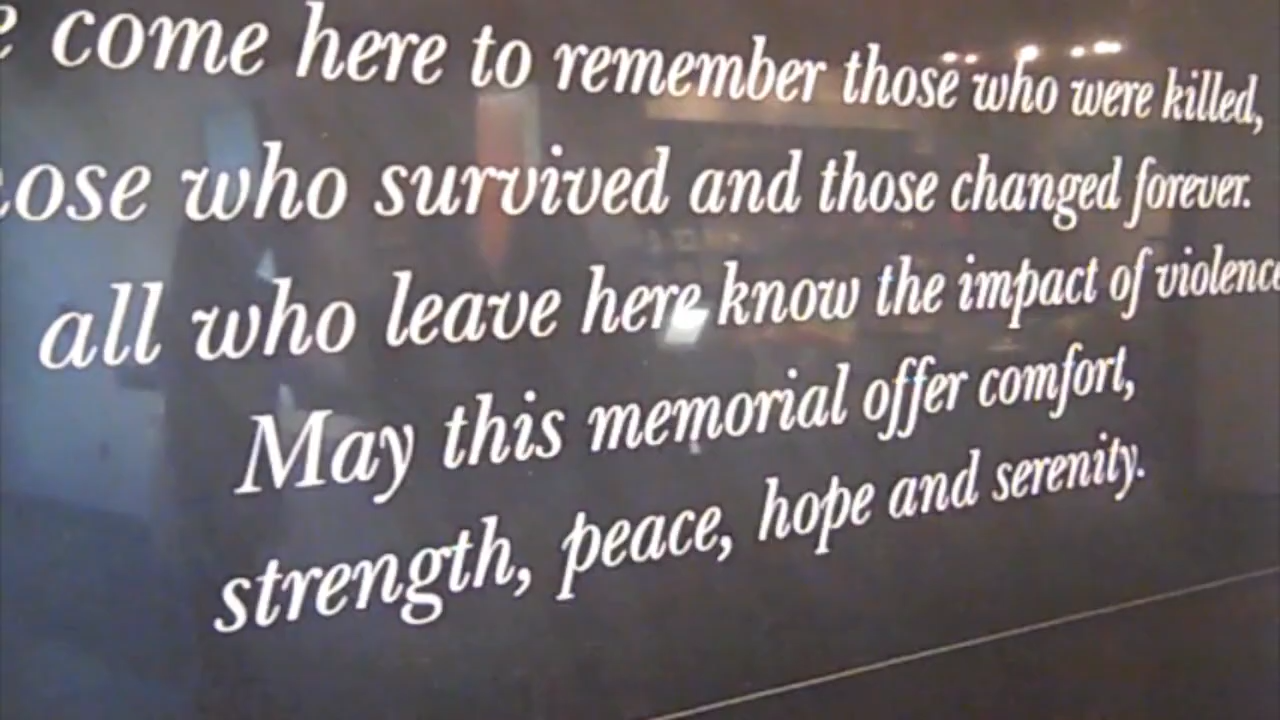 come here to remember those who were killed,
who survived and those changed forever.
all who leave here know the impact of violence
May this memorial offer comfort,
strength, peace, hope and serenity.